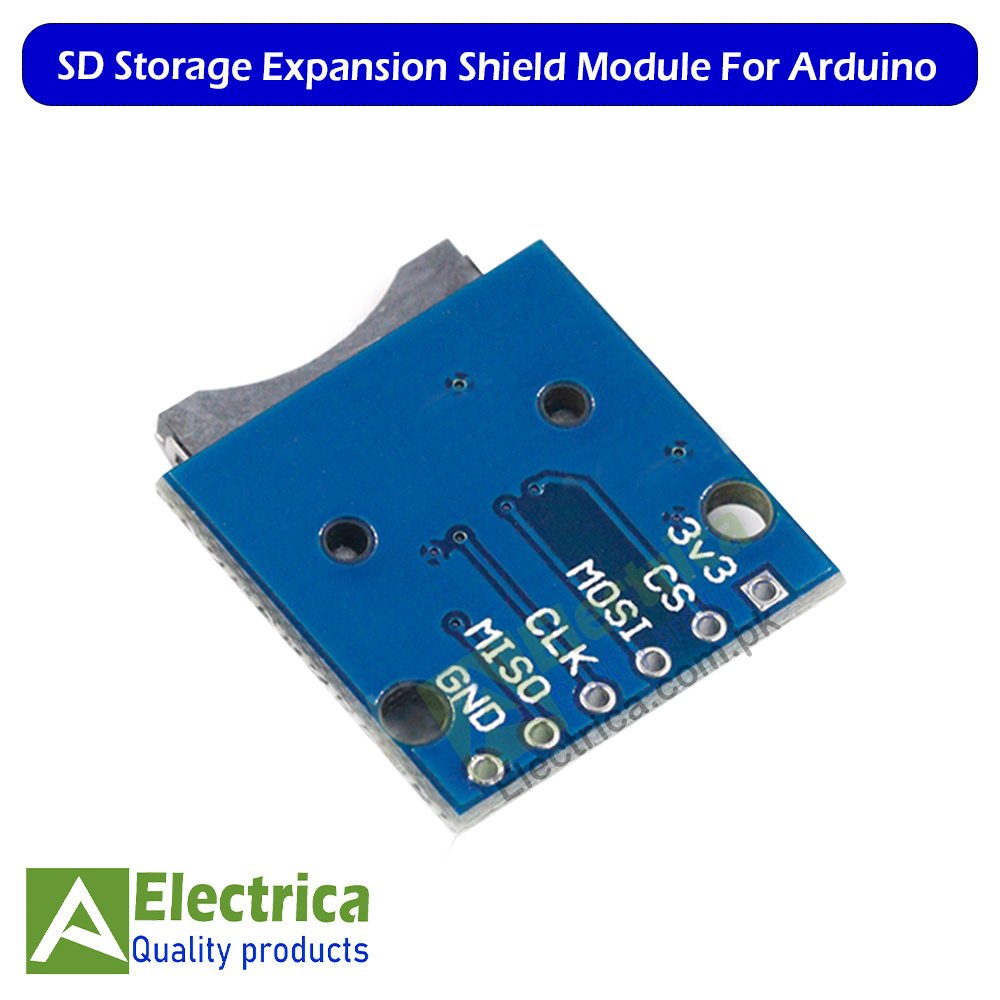 SD Storage Expansion Shield Module For Arduino
3v3
CS
MOSI
CLK
MISO
GND
Electrica
Electrica.com.pk
Electrica
Quality products